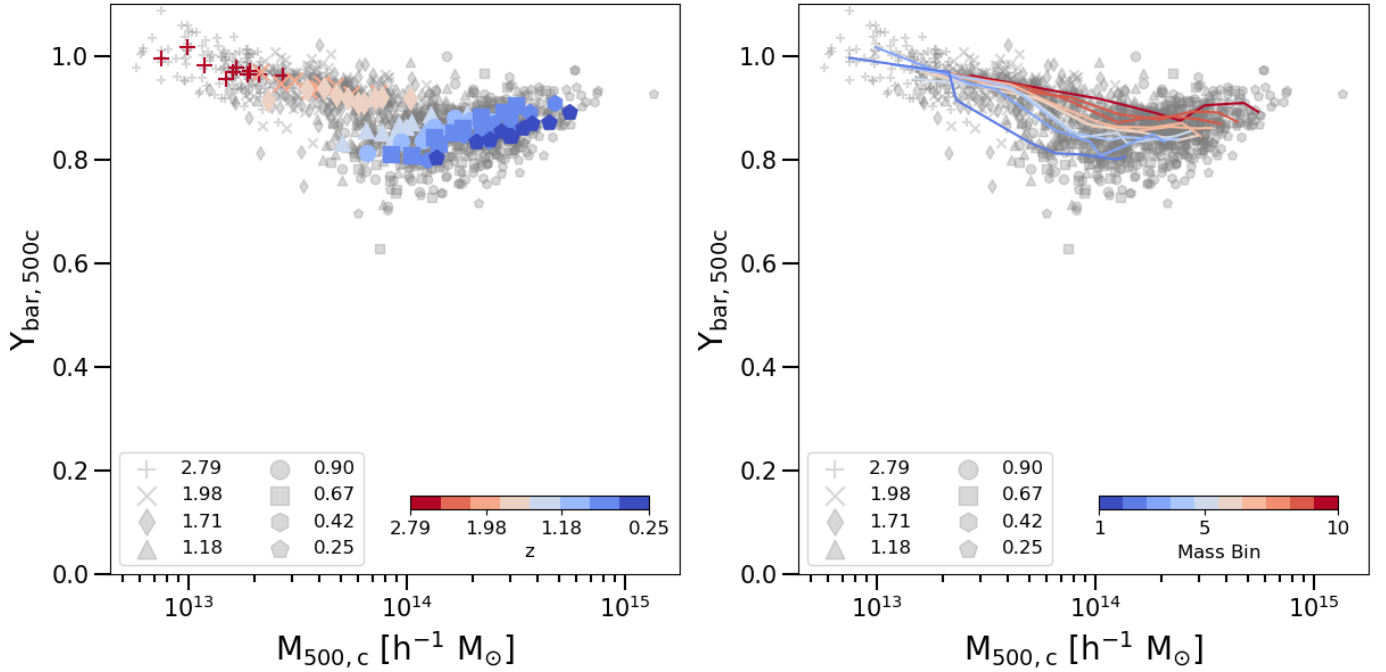 Y_bar, 500c
1.0
0.8
0.6
0.4
0.2
0.0
2.79 0.90
1.98 0.67
1.71 0.42
1.18 0.25
2.79 1.98 1.18 0.25
z
10^13 10^14 10^15
M_500, c [h^−1 M_⊙]
Y_bar, 500c
1.0
0.8
0.6
0.4
0.2
0.0
2.79 0.90
1.98 0.67
1.71 0.42
1.18 0.25
1 5 10
Mass Bin
10^13 10^14 10^15
M_500, c [h^−1 M_⊙]